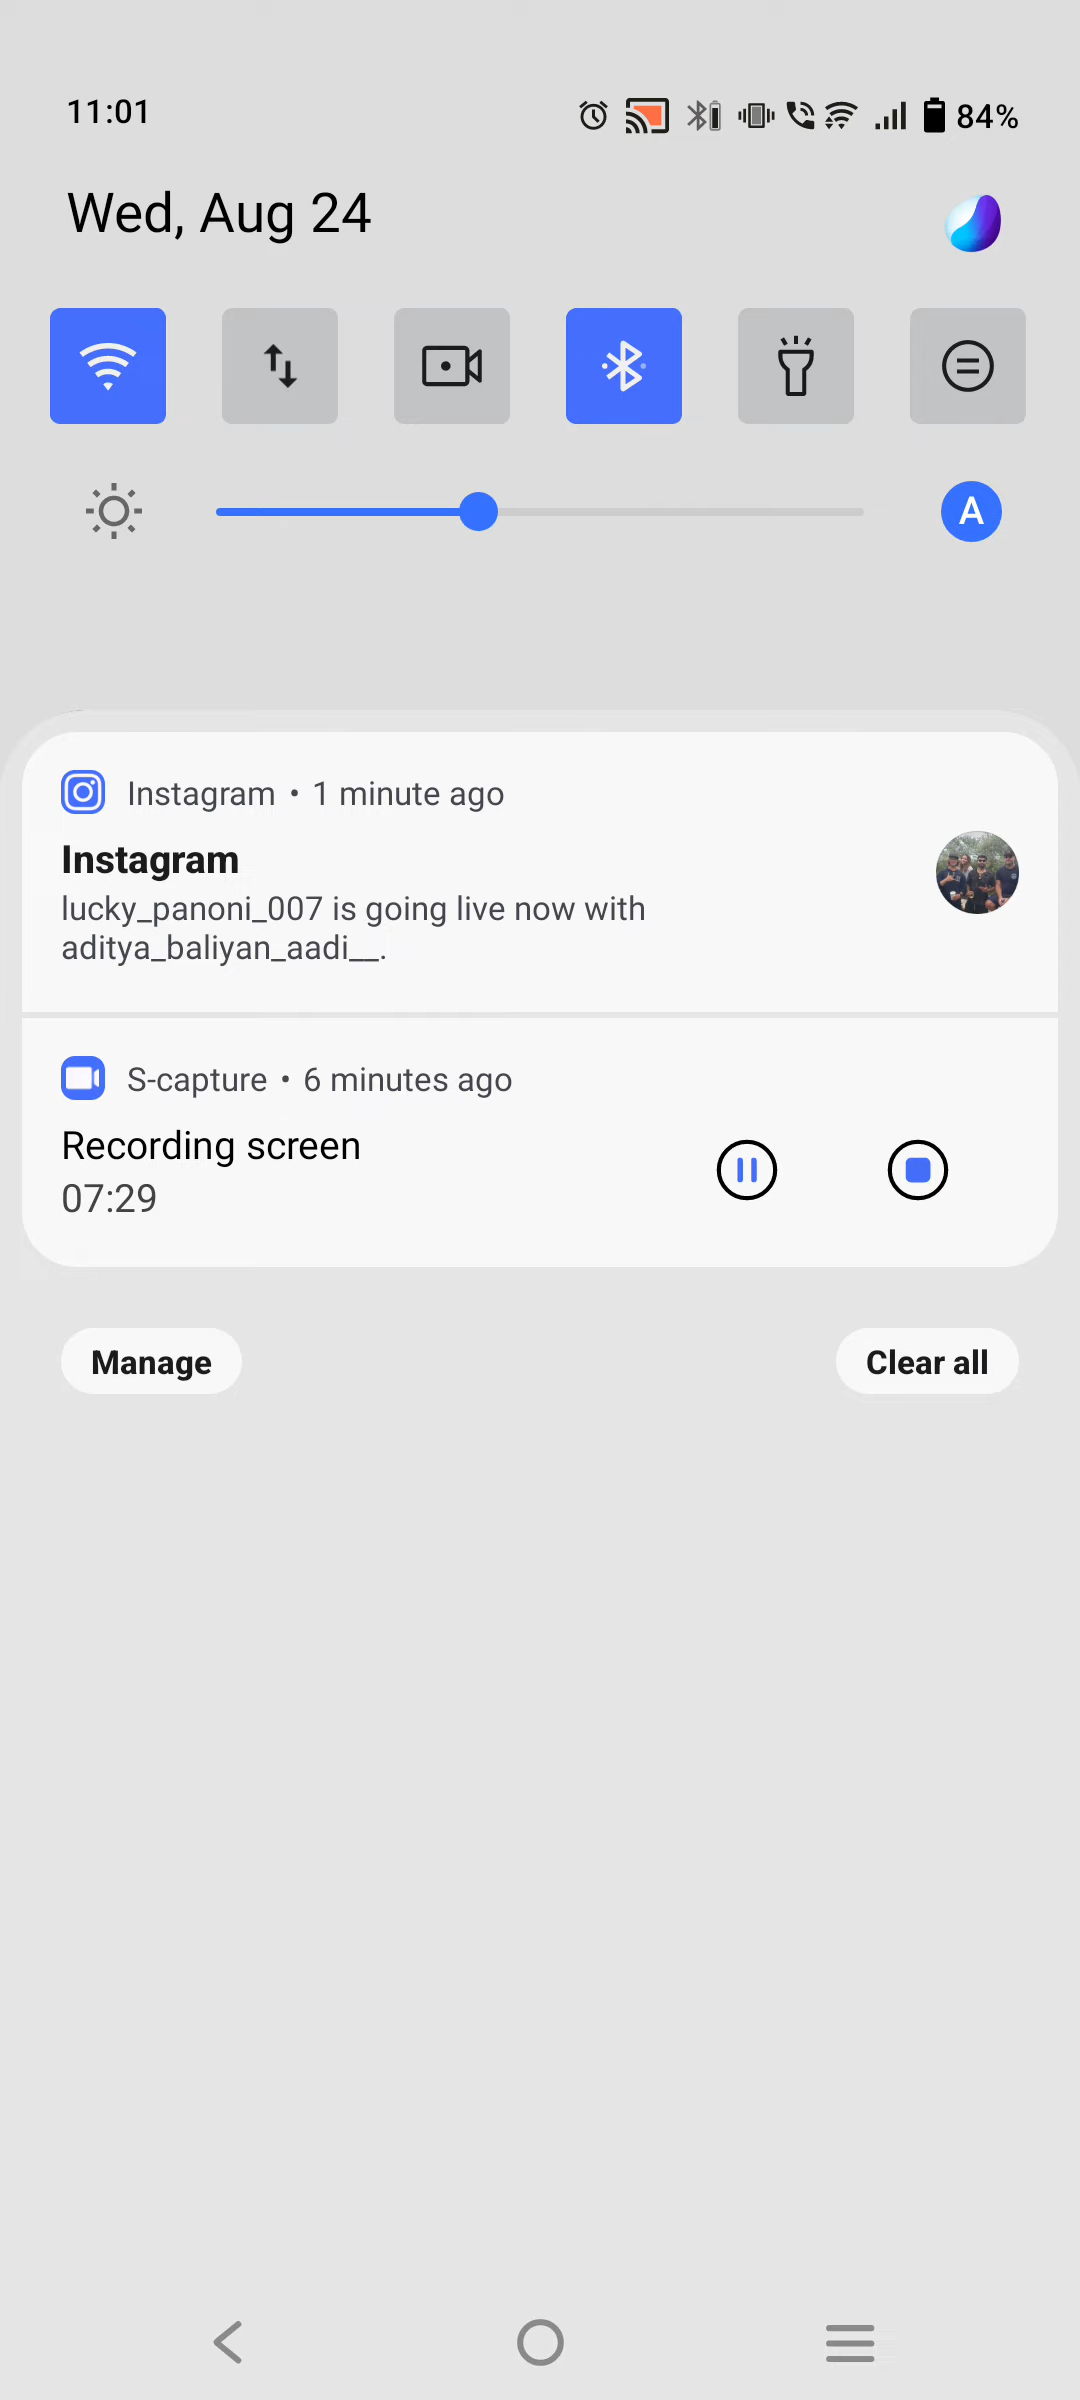 11:01
84%
Wed, Aug 24
A
Instagram • 1 minute ago
Instagram
lucky_panoni_007 is going live now with
aditya_baliyan_aadi__.
S-capture • 6 minutes ago
Recording screen
07:29
Manage
Clear all